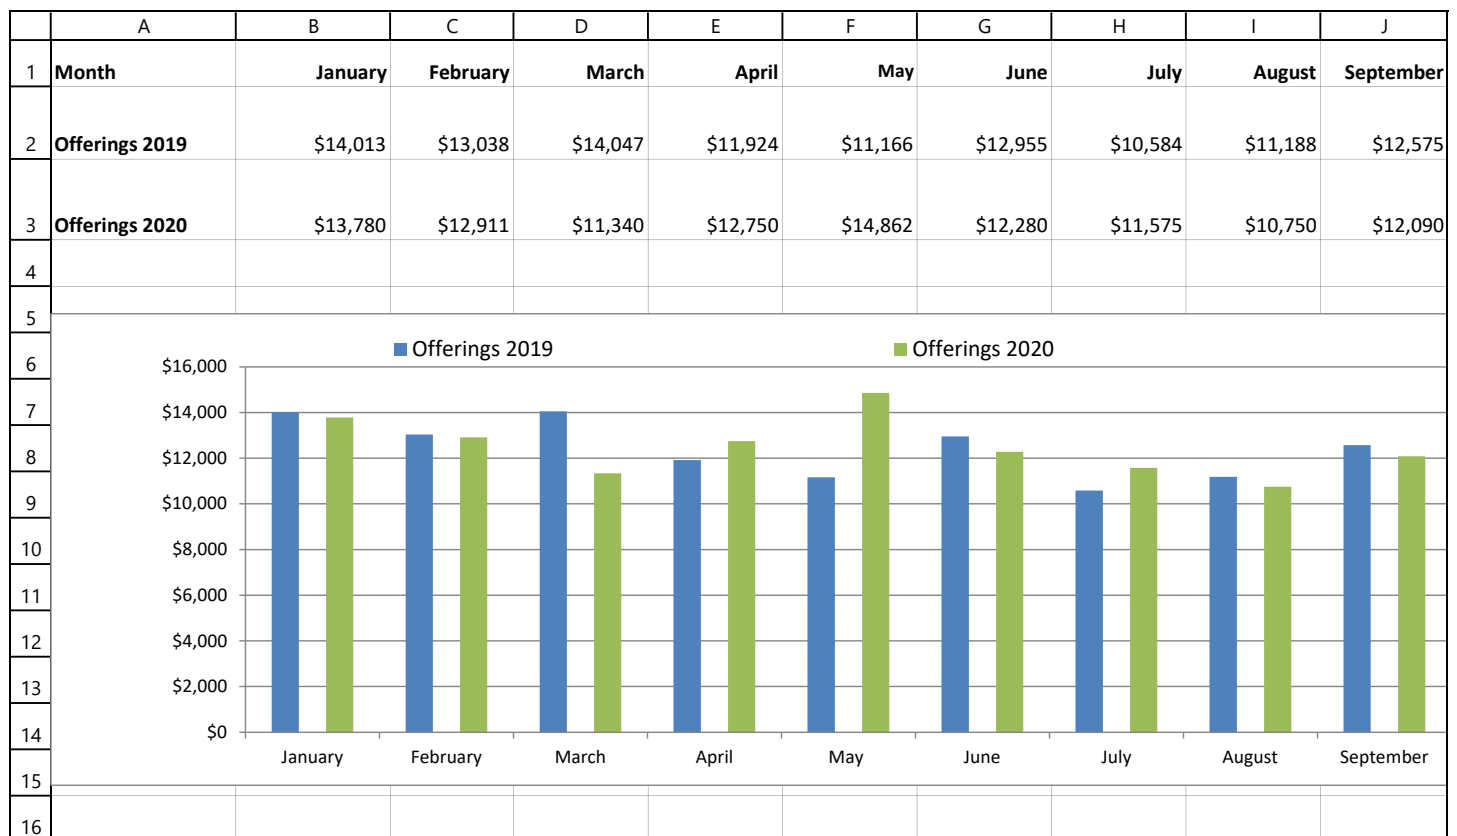 A B C D E F G H I J
1 Month January February March April May June July August September
2 Offerings 2019 $14,013 $13,038 $14,047 $11,924 $11,166 $12,955 $10,584 $11,188 $12,575
3 Offerings 2020 $13,780 $12,911 $11,340 $12,750 $14,862 $12,280 $11,575 $10,750 $12,090
4
5
Offerings 2019 Offerings 2020
6 $16,000
7 $14,000
8 $12,000
9 $10,000
10 $8,000
11 $6,000
12 $4,000
13 $2,000
14 $0
January February March April May June July August September
15
16